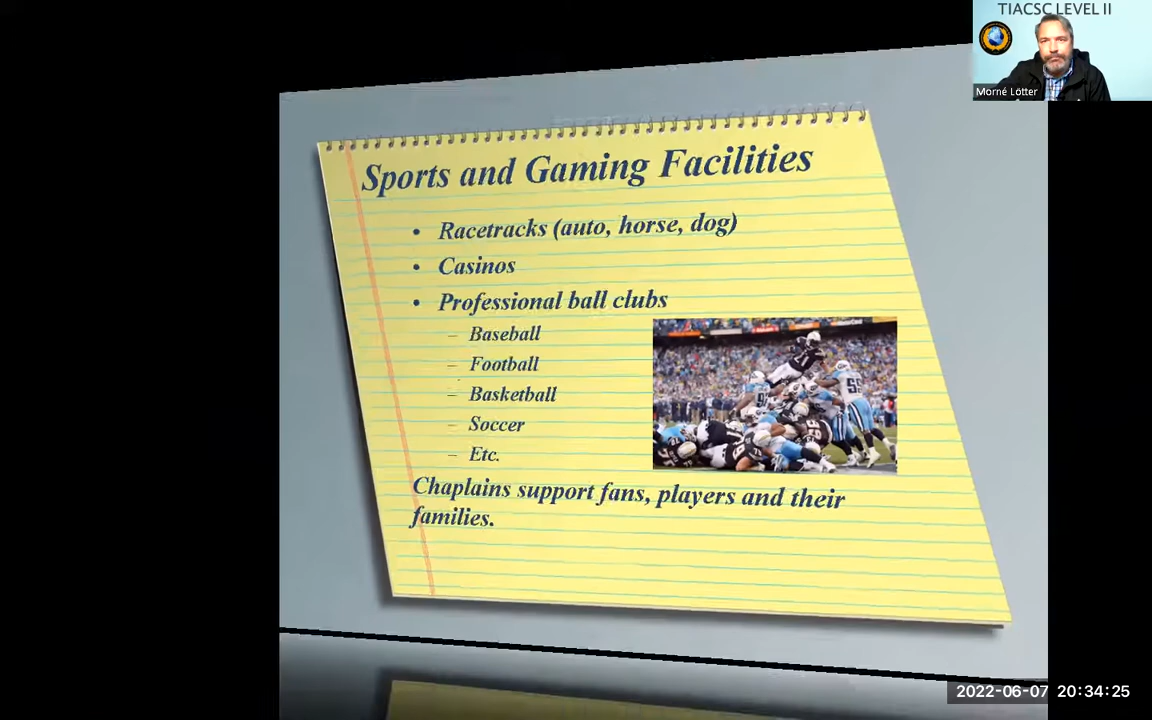 TIACSC LEVEL II
Morné Lötter
Sports and Gaming Facilities
• Racetracks (auto, horse, dog)
• Casinos
• Professional ball clubs
– Baseball
– Football
– Basketball
– Soccer
– Etc.
Chaplains support fans, players and their
families.
2022-06-07 20:34:25